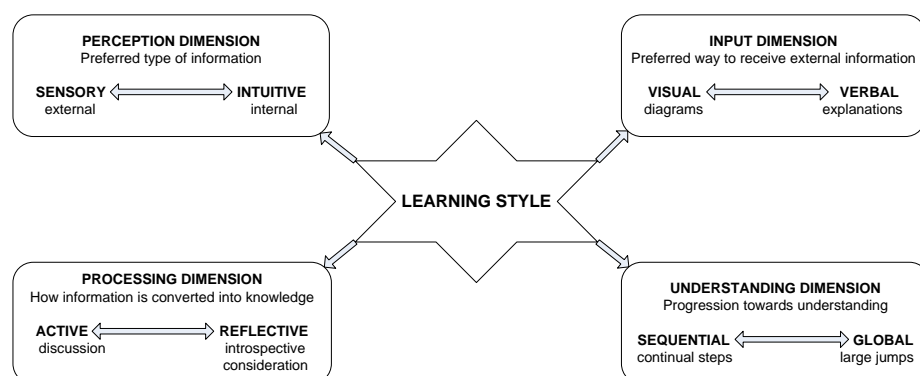 PERCEPTION DIMENSION
Preferred type of information
SENSORY INTUITIVE
external internal
INPUT DIMENSION
Preferred way to receive external information
VISUAL VERBAL
diagrams explanations
LEARNING STYLE
PROCESSING DIMENSION
How information is converted into knowledge
ACTIVE REFLECTIVE
discussion introspective
consideration
UNDERSTANDING DIMENSION
Progression towards understanding
SEQUENTIAL GLOBAL
continual steps large jumps